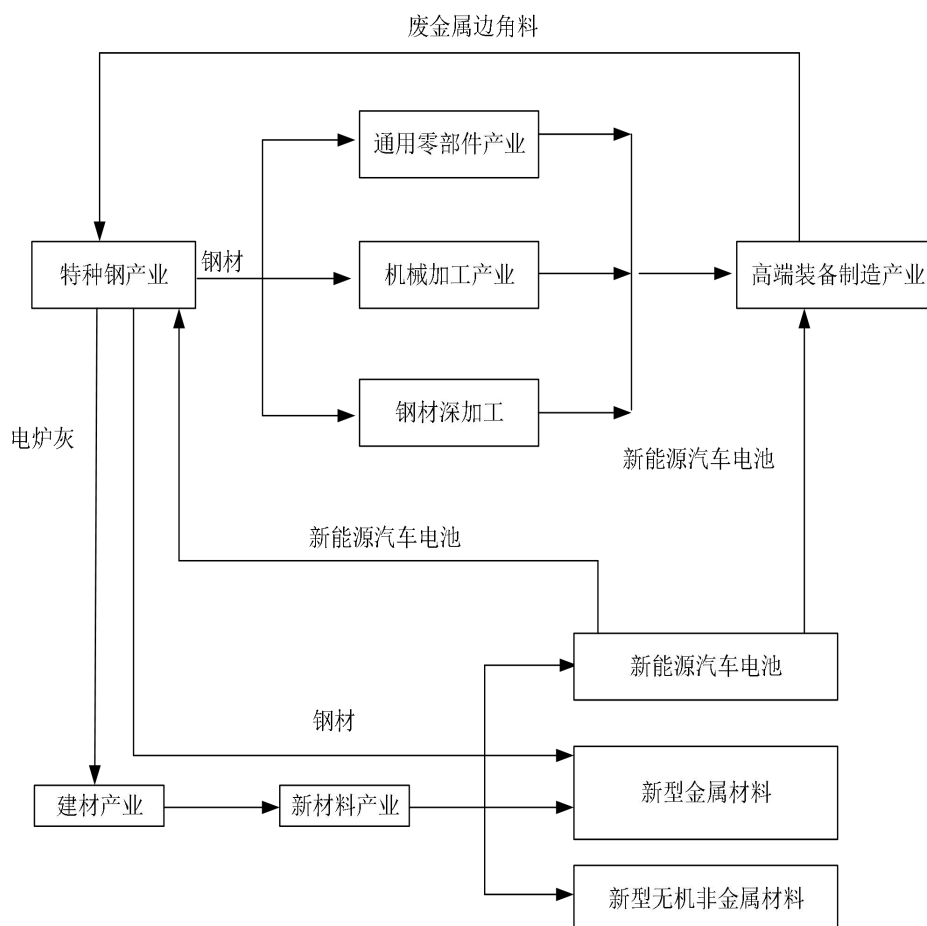 废金属边角料
通用零部件产业
特种钢产业
钢材
机械加工产业
高端装备制造产业
钢材深加工
电炉灰
新能源汽车电池
新能源汽车电池
新能源汽车电池
钢材
新型金属材料
建材产业
新材料产业
新型无机非金属材料